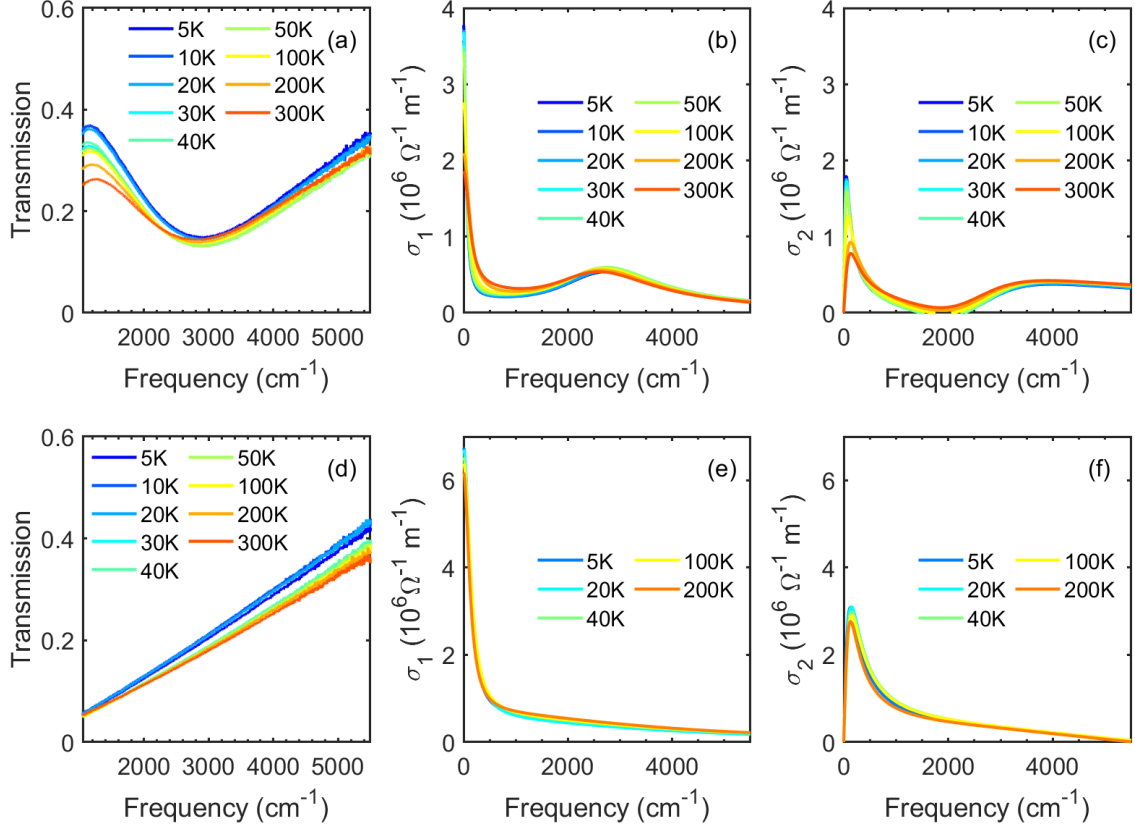 0.6
0.4
0.2
0
Transmission
5K
10K
20K
30K
40K
50K
100K
200K
300K
(a)
2000 3000 4000 5000
Frequency (cm⁻¹)
4
3
2
1
0
σ₁ (10⁶ Ω⁻¹ m⁻¹)
(b)
5K
10K
20K
30K
40K
50K
100K
200K
300K
0 2000 4000
Frequency (cm⁻¹)
4
3
2
1
0
σ₂ (10⁶ Ω⁻¹ m⁻¹)
(c)
5K
10K
20K
30K
40K
50K
100K
200K
300K
0 2000 4000
Frequency (cm⁻¹)
0.6
0.4
0.2
0
Transmission
5K
10K
20K
30K
40K
50K
100K
200K
300K
(d)
2000 3000 4000 5000
Frequency (cm⁻¹)
6
4
2
0
σ₁ (10⁶Ω⁻¹ m⁻¹)
(e)
5K
20K
40K
100K
200K
0 2000 4000
Frequency (cm⁻¹)
6
4
2
0
σ₂ (10⁶ Ω⁻¹ m⁻¹)
(f)
5K
20K
40K
100K
200K
0 2000 4000
Frequency (cm⁻¹)